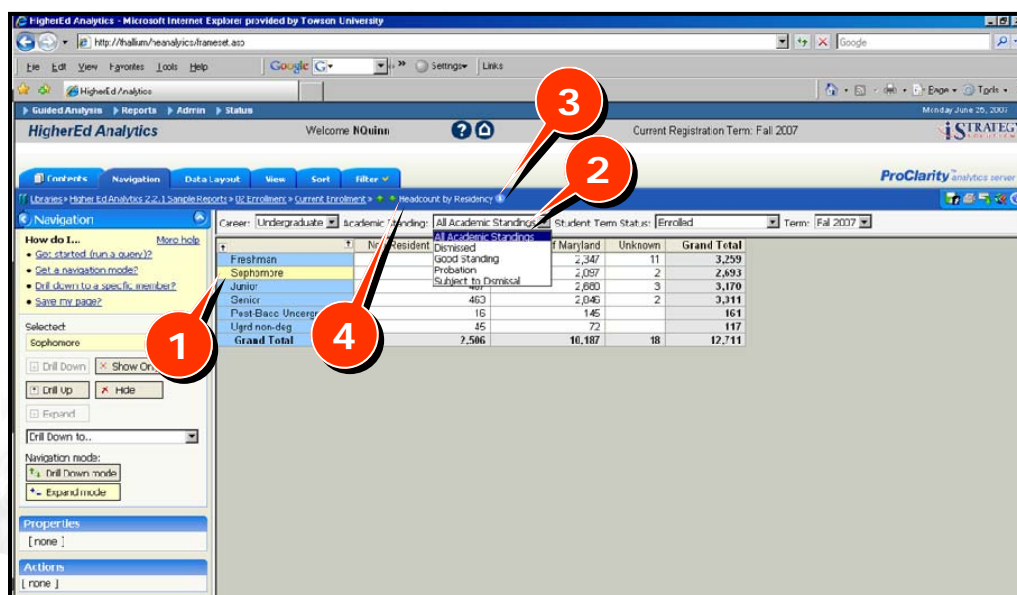 HigherEd Analytics - Microsoft Internet Explorer provided by Towson University
http://thallium/heanalyics/frameset.asp
Google
File Edit View Favorites Tools Help
Google G Settings Links
HigherEd Analytics
Page Tools
Guided Analysis Reports Admin Status
Monday June 25, 2007
HigherEd Analytics Welcome NQuinn Current Registration Term: Fall 2007 iSTRATEGY
3
2
Contents Navigation Data Layout View Sort Filter
ProClarity analytics server
Libraries » HigherEd Analytics 2.2.1 Sample Reports » 02 Enrollment » Current Enrolment » Headcount by Residency
Navigation
Career: Undergraduate Academic Standing: All Academic Standings Student Term Status: Enrolled Term: Fall 2007
All Academic Standings
Dismissed
Good Standing
Probation
Subject to Dismissal
How do I... More help
Get started (run a query)?
Set a navigation mode?
Drill down to a specific member?
Save my page?
Resident of Maryland Unknown Grand Total
Freshman 2,347 11 3,259
Sophomore 2,097 2 2,693
Junior 2,680 3 3,170
Senior 463 2,846 2 3,311
Post-Bacc Undergr 16 145 161
Ugrd non-deg 45 72 117
Grand Total 2,506 10,187 18 12,711
1
4
Selected:
Sophomore
Drill Down Show On
Drill Up Hide
Expand
Drill Down to..
Navigation mode:
Drill Down mode
Expand mode
Properties
[ none ]
Actions
[ none ]